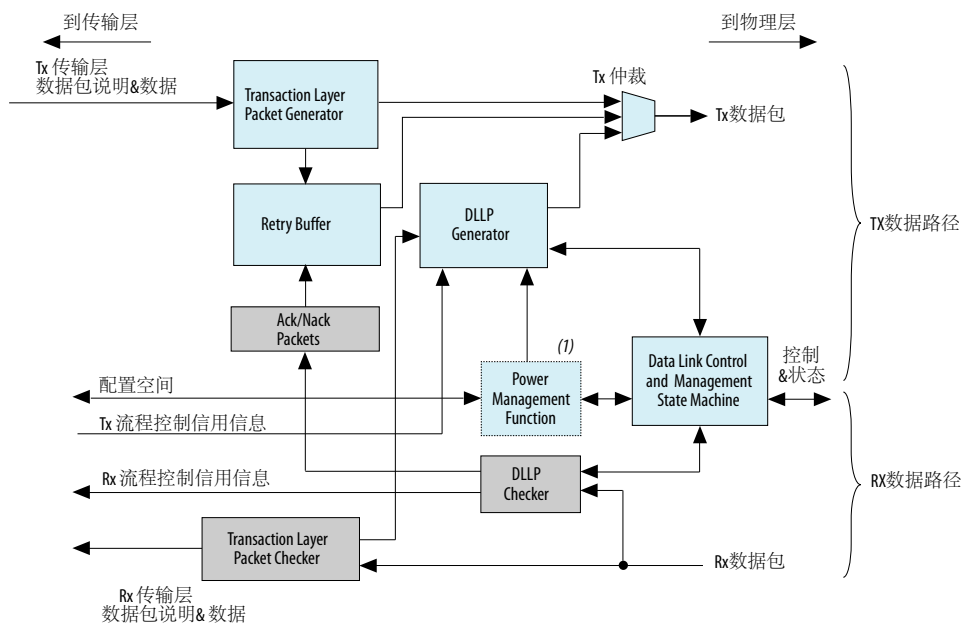 到传输层
到物理层
Tx 传输层
数据包说明&数据
Transaction Layer
Packet Generator
Tx 仲裁
Tx数据包
Retry Buffer
DLLP
Generator
TX数据路径
Ack/Nack
Packets
(1)
配置空间
Power
Management
Function
Data Link Control
and Management
State Machine
控制
&状态
Tx 流程控制信用信息
Rx 流程控制信用信息
DLLP
Checker
RX数据路径
Transaction Layer
Packet Checker
Rx数据包
Rx 传输层
数据包说明& 数据